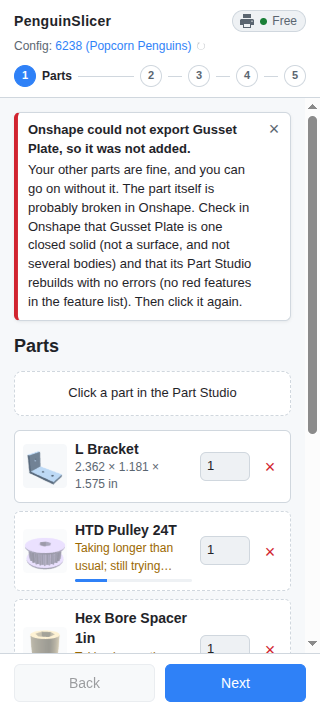 PenguinSlicer
Free
Config: 6238 (Popcorn Penguins)
1 Parts 2 3 4 5
Onshape could not export Gusset
Plate, so it was not added.
Your other parts are fine, and you can
go on without it. The part itself is
probably broken in Onshape. Check in
Onshape that Gusset Plate is one
closed solid (not a surface, and not
several bodies) and that its Part Studio
rebuilds with no errors (no red features
in the feature list). Then click it again.
Parts
Click a part in the Part Studio
L Bracket
2.362 × 1.181 ×
1.575 in
1
HTD Pulley 24T
Taking longer than
usual; still trying…
1
Hex Bore Spacer
1in
1
Back
Next